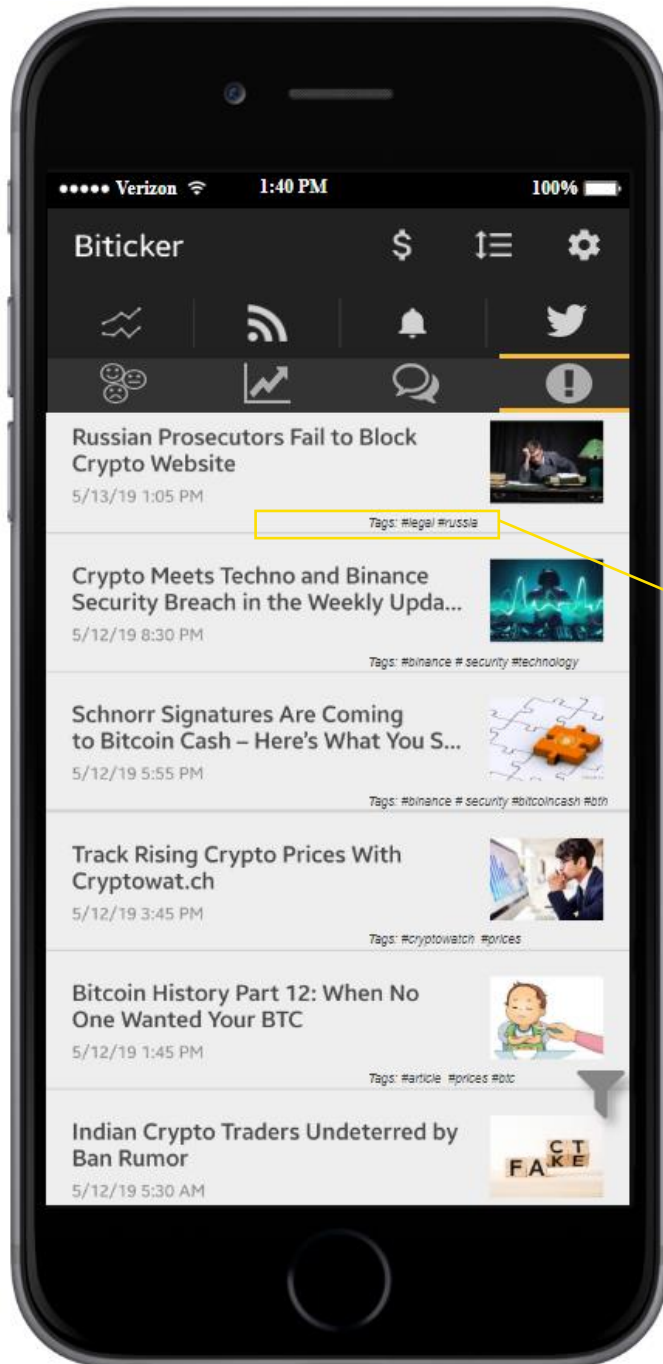 Verizon 1:40 PM 100%
Biticker
Russian Prosecutors Fail to Block
Crypto Website
5/13/19 1:05 PM
Tags: #legal #russia
Crypto Meets Techno and Binance
Security Breach in the Weekly Upda...
5/12/19 8:30 PM
Tags: #binance # security #technology
Schnorr Signatures Are Coming
to Bitcoin Cash – Here's What You S...
5/12/19 5:55 PM
Tags: #binance # security #bitcoincash #bth
Track Rising Crypto Prices With
Cryptowat.ch
5/12/19 3:45 PM
Tags: #cryptowatch #prices
Bitcoin History Part 12: When No
One Wanted Your BTC
5/12/19 1:45 PM
Tags: #article #prices #btc
Indian Crypto Traders Undeterred by
Ban Rumor
5/12/19 5:30 AM
C T
F A K E